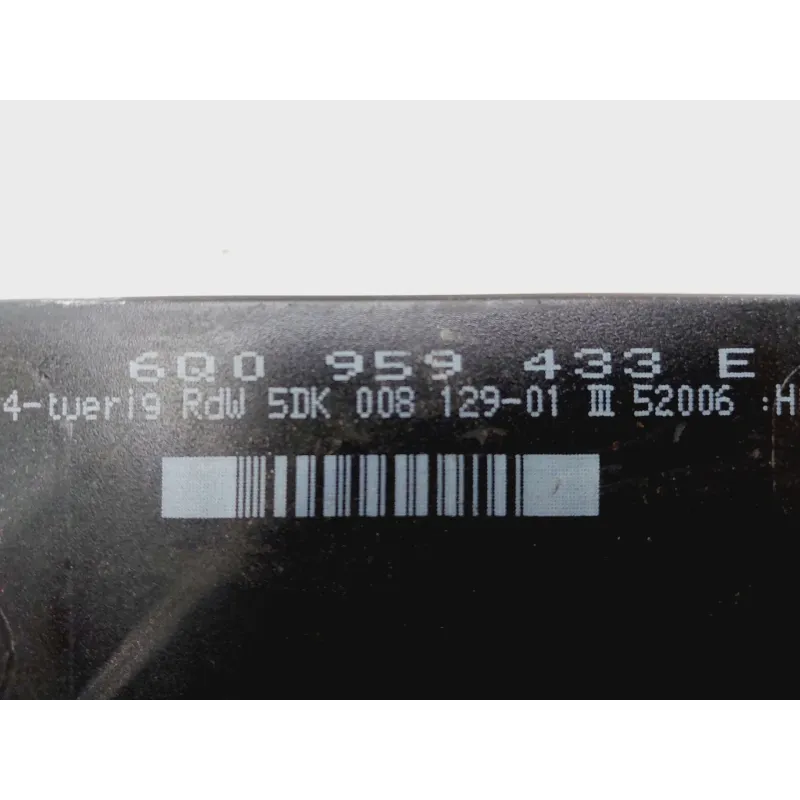 6Q0 959 433 E
4-tuerig RdW 5DK 008 129-01 III 52006 :H